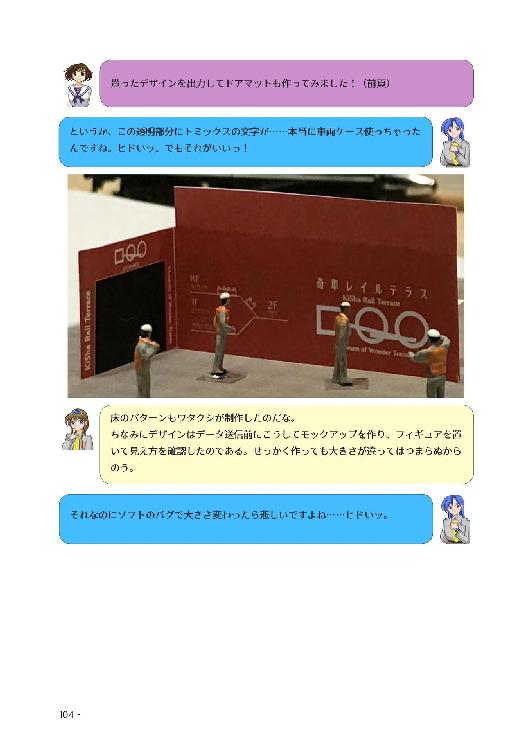 買ったデザインを出力してドアマットも作ってみました！（前頁）
というか、この透明部分にトミックスの文字が……本当に車両ケース使っちゃった
んですね。ヒドいッ。でもそれがいいっ！
KiSha Rail Terrace
RF
1F
2F
奇車レイルテラス
KiSha Rail Terrace
Museum of Wonder Train
床のパターンもワタクシが制作したのだな。
ちなみにデザインはデータ送信前にこうしてモックアップを作り、フィギュアを置
いて見え方を確認したのである。せっかく作っても大きさが違ってはつまらぬから
のう。
それなのにソフトのバグで大きさ変わったら悲しいですよね……ヒドいッ。
104 -